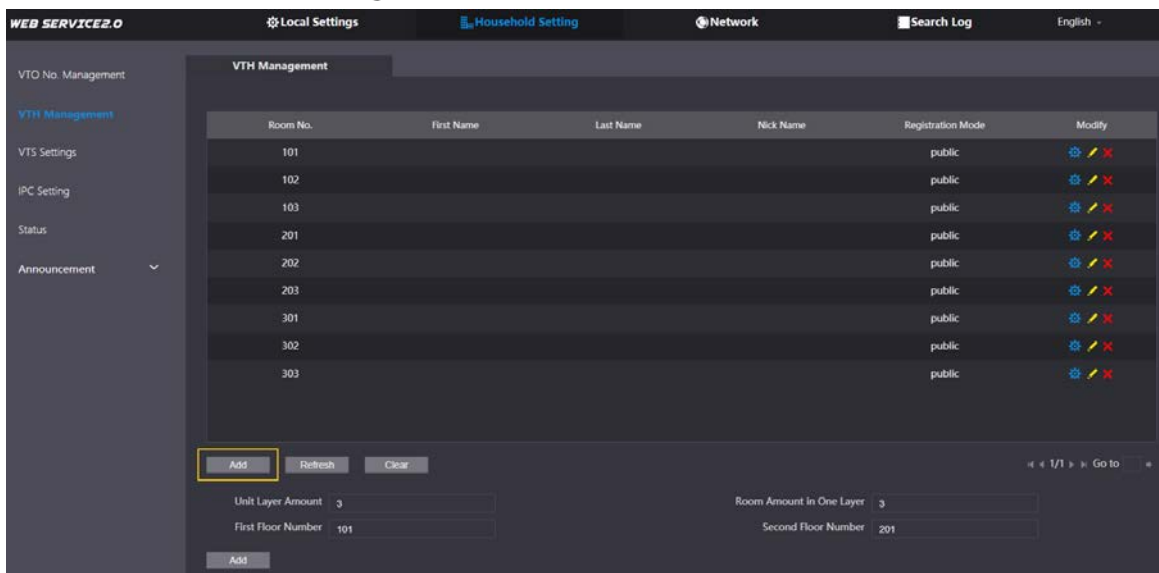 WEB SERVICE2.0 Local Settings Household Setting Network Search Log English
VTO No. Management
VTH Management
VTS Settings
IPC Setting
Status
Announcement
VTH Management
Room No. First Name Last Name Nick Name Registration Mode Modify
101 public
102 public
103 public
201 public
202 public
203 public
301 public
302 public
303 public
Add Refresh Clear 1/1 Go to
Unit Layer Amount 3 Room Amount in One Layer 3
First Floor Number 101 Second Floor Number 201
Add